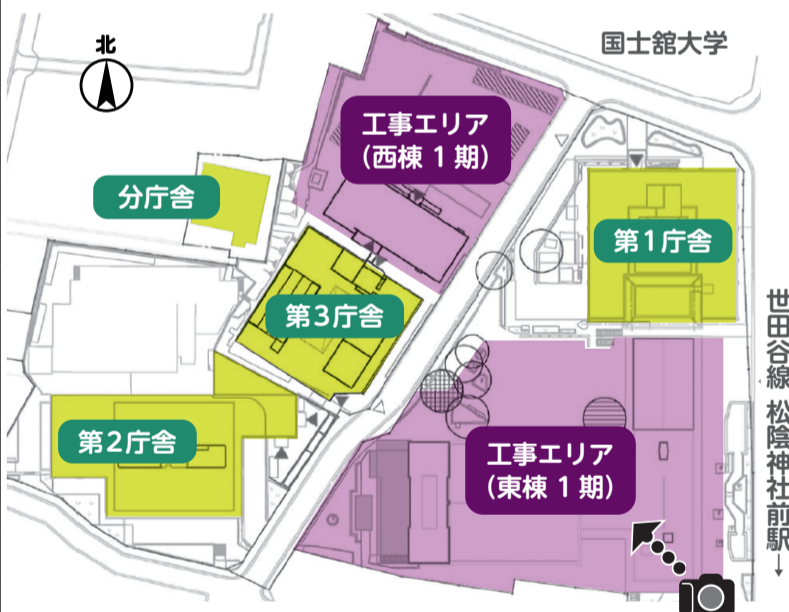 北
国士舘大学
工事エリア
（西棟１期）
分庁舎
第１庁舎
第３庁舎
第２庁舎
工事エリア
（東棟１期）
世田谷線 松陰神社前駅→